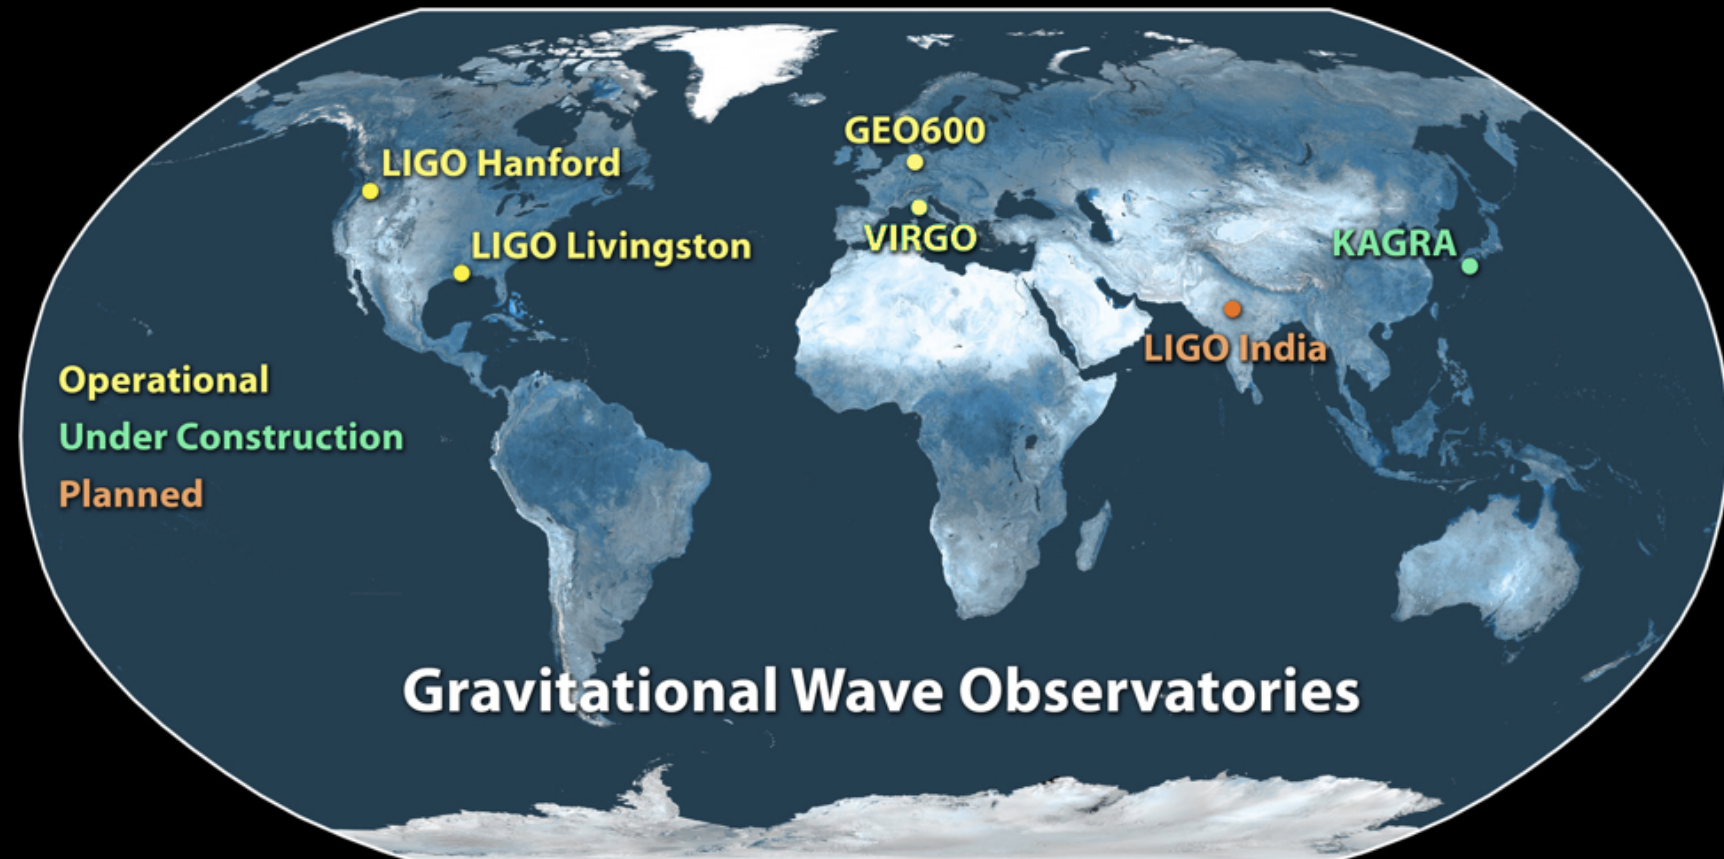 GEO600
LIGO Hanford
VIRGO
LIGO Livingston
KAGRA
LIGO India
Operational
Under Construction
Planned
Gravitational Wave Observatories